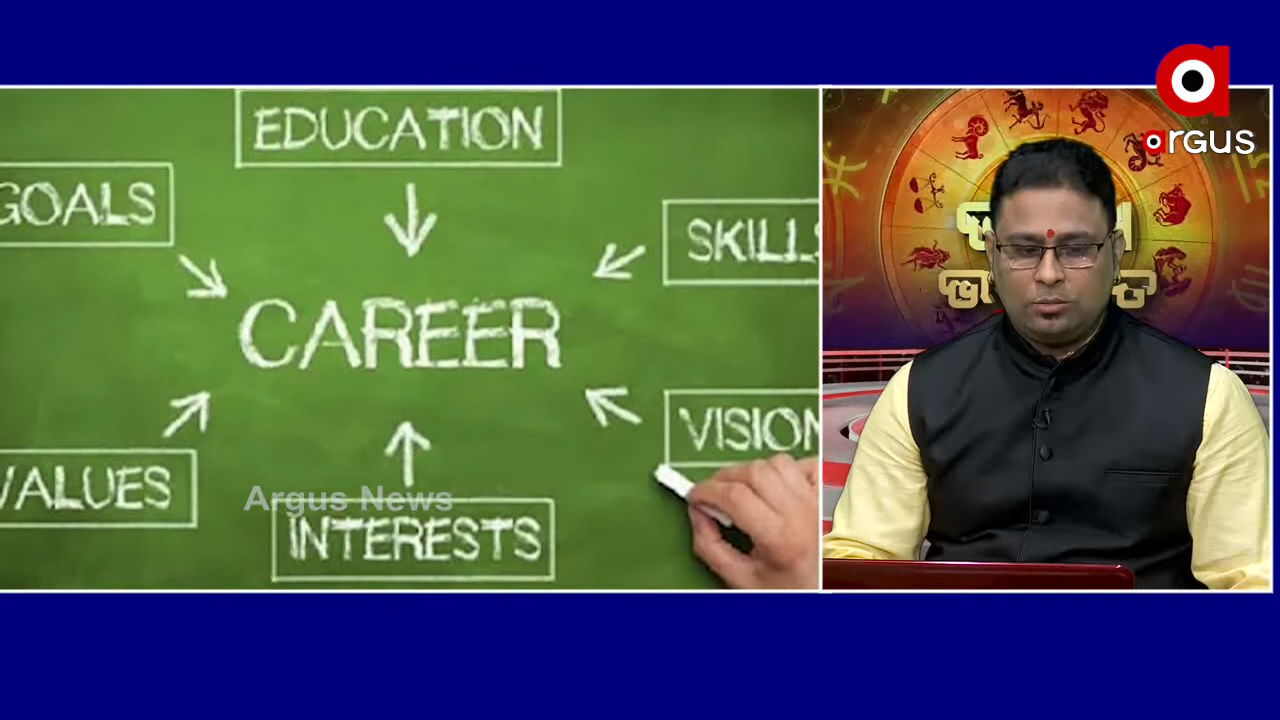 EDUCATION
GOALS
SKILLS
CAREER
VISION
VALUES
INTERESTS
Argus News
argus